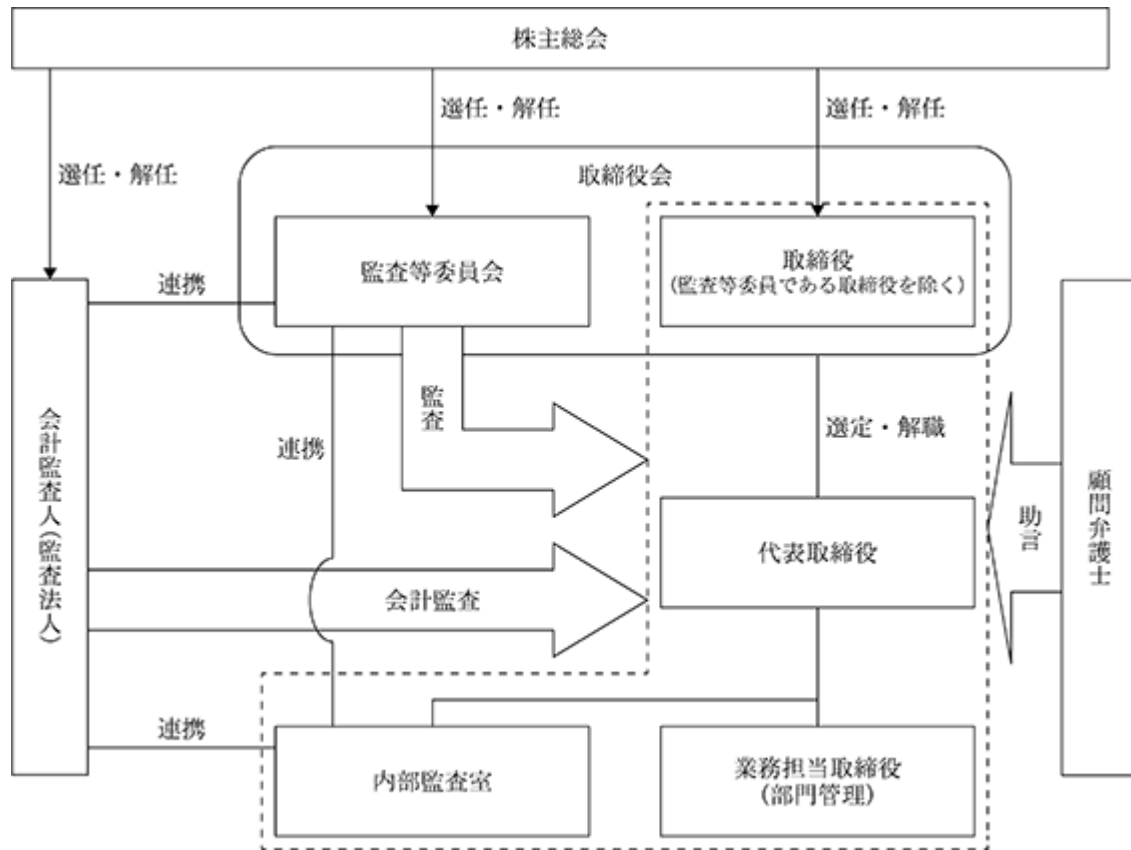 株主総会
選任・解任
選任・解任
選任・解任
取締役会
監査等委員会
取締役
(監査等委員である取締役を除く)
連携
会計監査人(監査法人)
監査
連携
選定・解職
顧問弁護士
助言
代表取締役
会計監査
連携
内部監査室
業務担当取締役
(部門管理)